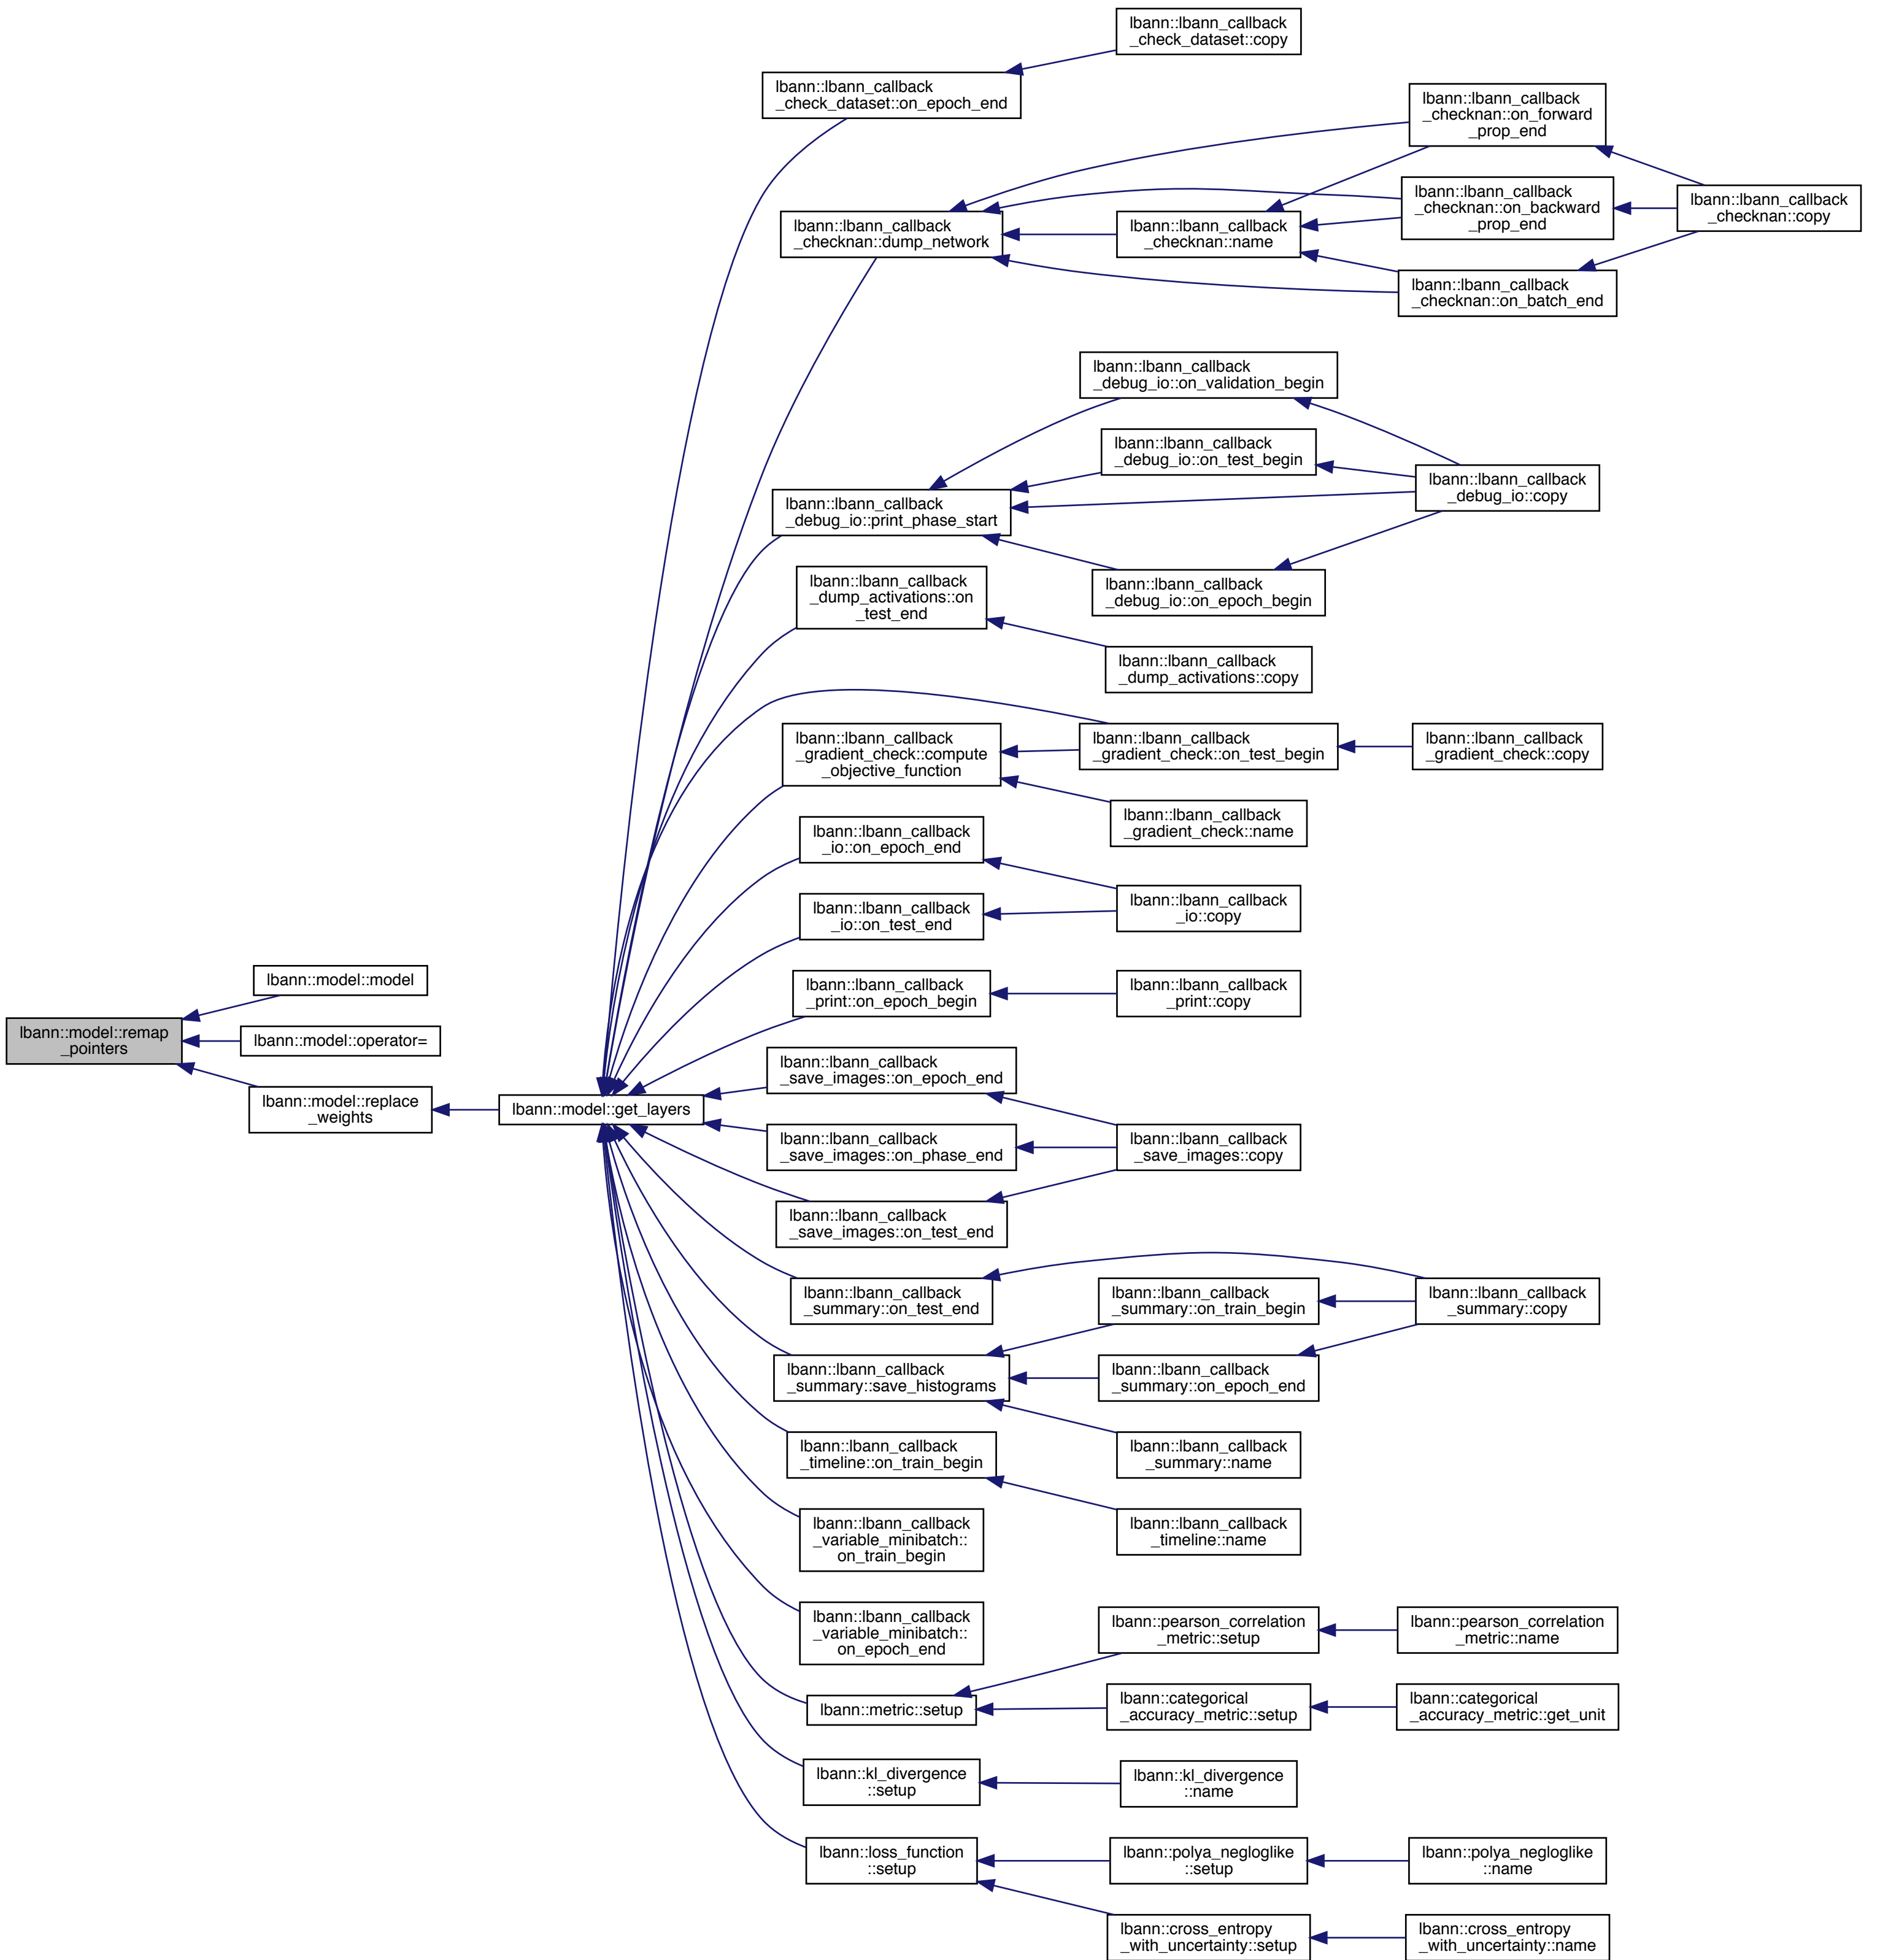 lbann::lbann_callback
_check_dataset::copy
lbann::lbann_callback
_check_dataset::on_epoch_end
lbann::lbann_callback
_checknan::on_forward
_prop_end
lbann::lbann_callback
_checknan::on_backward
_prop_end
lbann::lbann_callback
_checknan::copy
lbann::lbann_callback
_checknan::dump_network
lbann::lbann_callback
_checknan::name
lbann::lbann_callback
_checknan::on_batch_end
lbann::lbann_callback
_debug_io::on_validation_begin
lbann::lbann_callback
_debug_io::on_test_begin
lbann::lbann_callback
_debug_io::copy
lbann::lbann_callback
_debug_io::print_phase_start
lbann::lbann_callback
_debug_io::on_epoch_begin
lbann::lbann_callback
_dump_activations::on
_test_end
lbann::lbann_callback
_dump_activations::copy
lbann::lbann_callback
_gradient_check::compute
_objective_function
lbann::lbann_callback
_gradient_check::on_test_begin
lbann::lbann_callback
_gradient_check::copy
lbann::lbann_callback
_gradient_check::name
lbann::lbann_callback
_io::on_epoch_end
lbann::lbann_callback
_io::on_test_end
lbann::lbann_callback
_io::copy
lbann::model::model
lbann::lbann_callback
_print::on_epoch_begin
lbann::lbann_callback
_print::copy
lbann::model::remap
_pointers
lbann::model::operator=
lbann::model::replace
_weights
lbann::model::get_layers
lbann::lbann_callback
_save_images::on_epoch_end
lbann::lbann_callback
_save_images::on_phase_end
lbann::lbann_callback
_save_images::copy
lbann::lbann_callback
_save_images::on_test_end
lbann::lbann_callback
_summary::on_test_end
lbann::lbann_callback
_summary::on_train_begin
lbann::lbann_callback
_summary::copy
lbann::lbann_callback
_summary::save_histograms
lbann::lbann_callback
_summary::on_epoch_end
lbann::lbann_callback
_summary::name
lbann::lbann_callback
_timeline::on_train_begin
lbann::lbann_callback
_timeline::name
lbann::lbann_callback
_variable_minibatch::
on_train_begin
lbann::lbann_callback
_variable_minibatch::
on_epoch_end
lbann::pearson_correlation
_metric::setup
lbann::pearson_correlation
_metric::name
lbann::metric::setup
lbann::categorical
_accuracy_metric::setup
lbann::categorical
_accuracy_metric::get_unit
lbann::kl_divergence
::setup
lbann::kl_divergence
::name
lbann::loss_function
::setup
lbann::polya_negloglike
::setup
lbann::polya_negloglike
::name
lbann::cross_entropy
_with_uncertainty::setup
lbann::cross_entropy
_with_uncertainty::name